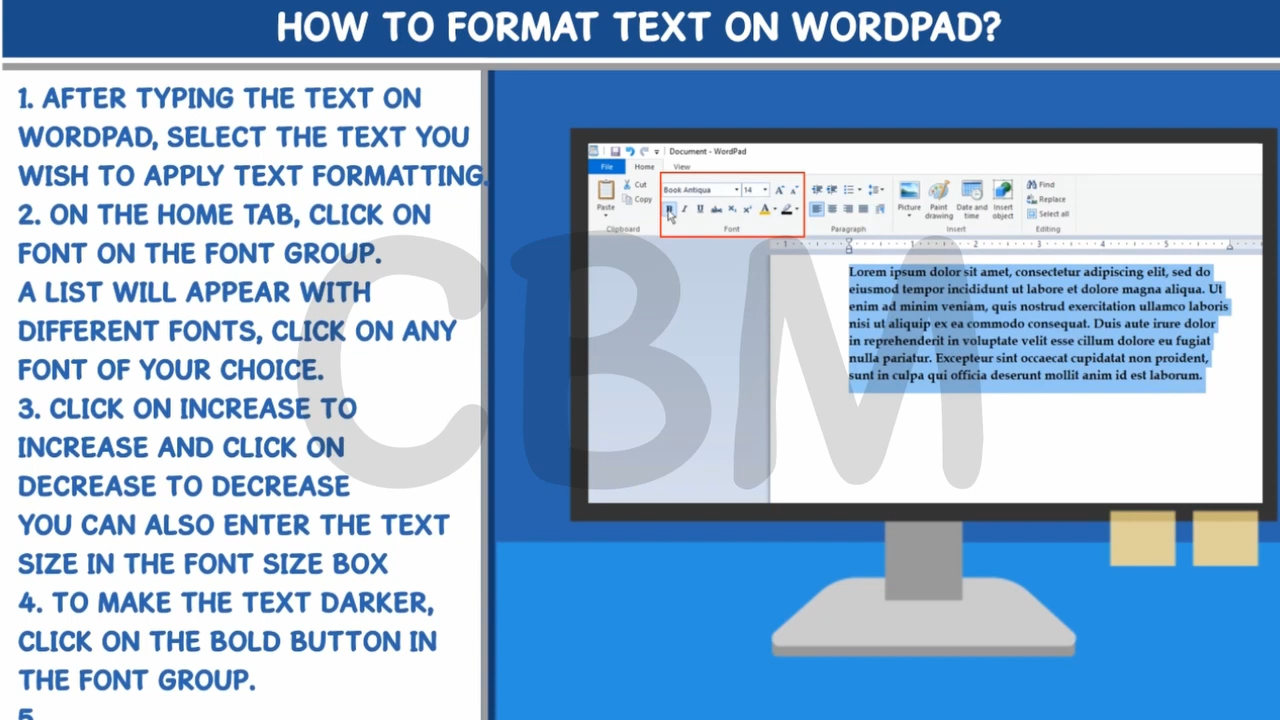 HOW TO FORMAT TEXT ON WORDPAD?
1. AFTER TYPING THE TEXT ON
WORDPAD, SELECT THE TEXT YOU
WISH TO APPLY TEXT FORMATTING.
2. ON THE HOME TAB, CLICK ON
FONT ON THE FONT GROUP.
A LIST WILL APPEAR WITH
DIFFERENT FONTS, CLICK ON ANY
FONT OF YOUR CHOICE.
3. CLICK ON INCREASE TO
INCREASE AND CLICK ON
DECREASE TO DECREASE
YOU CAN ALSO ENTER THE TEXT
SIZE IN THE FONT SIZE BOX
4. TO MAKE THE TEXT DARKER,
CLICK ON THE BOLD BUTTON IN
THE FONT GROUP.
5
Document - WordPad
File Home View
Cut
Copy
Paste
Clipboard
Book Antiqua 14
Font
Paragraph
Picture
Paint drawing
Date and time
Insert object
Insert
Find
Replace
Select all
Editing
1 1 2 3 4 5
Lorem ipsum dolor sit amet, consectetur adipiscing elit, sed do
eiusmod tempor incididunt ut labore et dolore magna aliqua. Ut
enim ad minim veniam, quis nostrud exercitation ullamco laboris
nisi ut aliquip ex ea commodo consequat. Duis aute irure dolor
in reprehenderit in voluptate velit esse cillum dolore eu fugiat
nulla pariatur. Excepteur sint occaecat cupidatat non proident,
sunt in culpa qui officia deserunt mollit anim id est laborum.
CBM